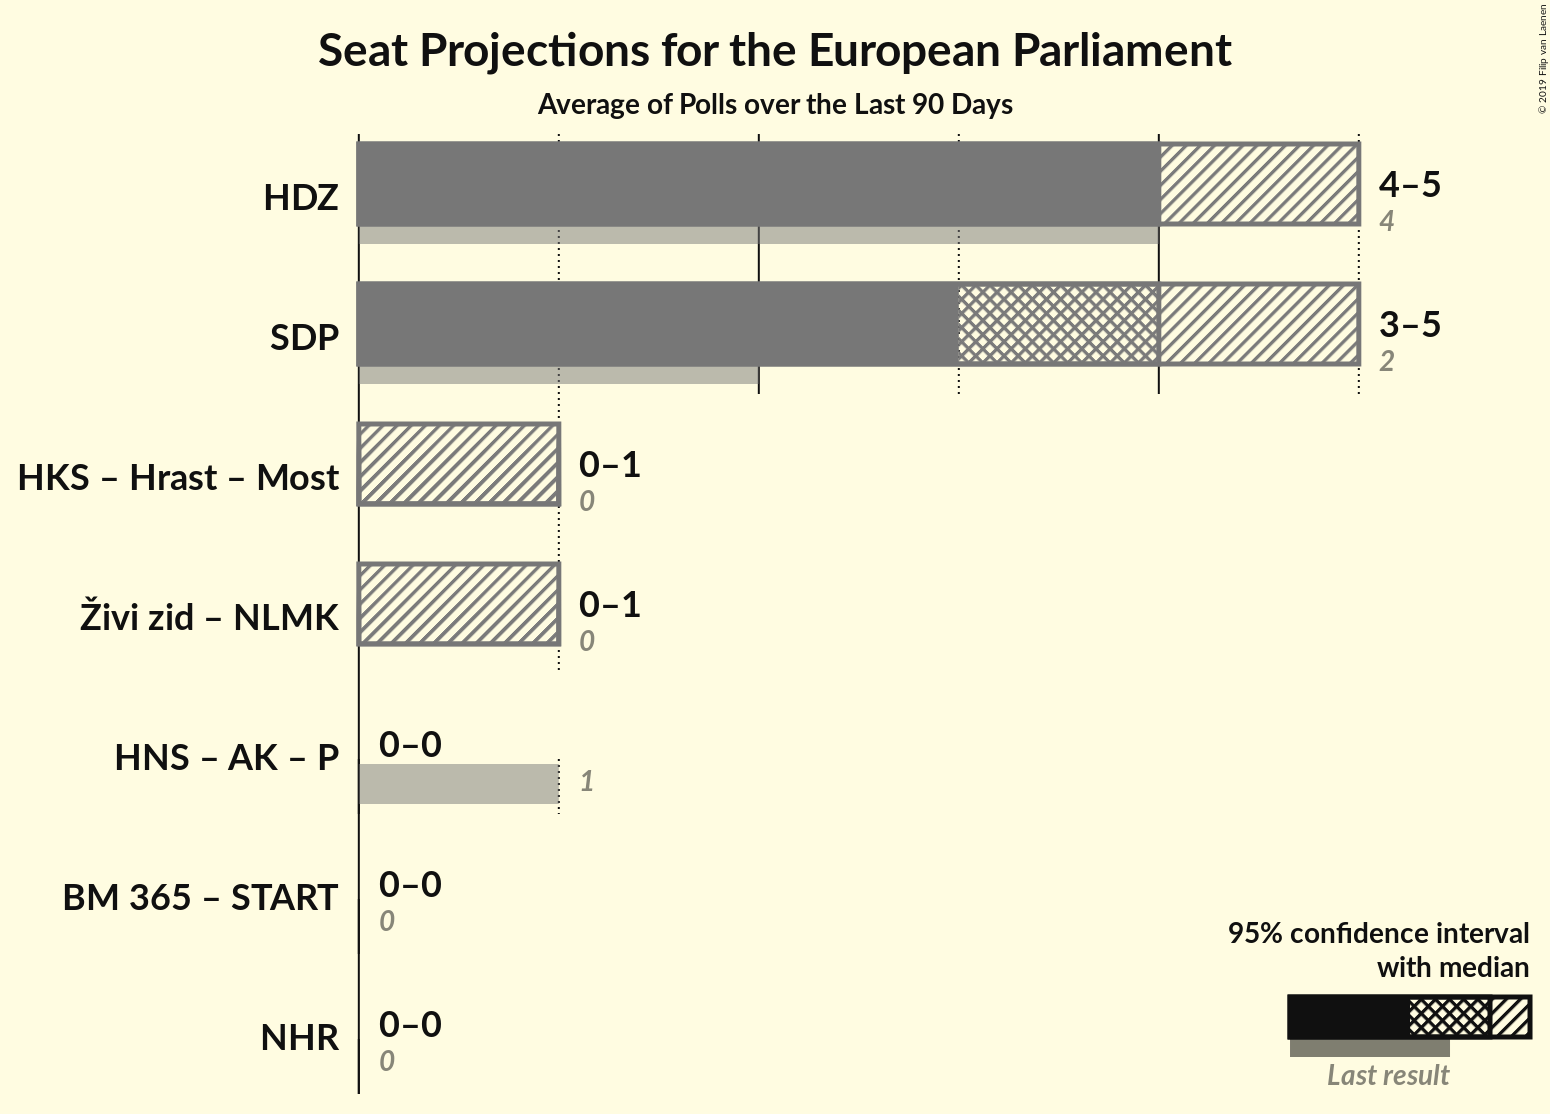 Seat Projections for the European Parliament
Average of Polls over the Last 90 Days
© 2019 Filip van Laenen
HDZ
4–5
4
SDP
3–5
2
HKS – Hrast – Most
0–1
0
Živi zid – NLMK
0–1
0
HNS – AK – P
0–0
1
BM 365 – START
0–0
0
NHR
0–0
0
95% confidence interval
with median
Last result